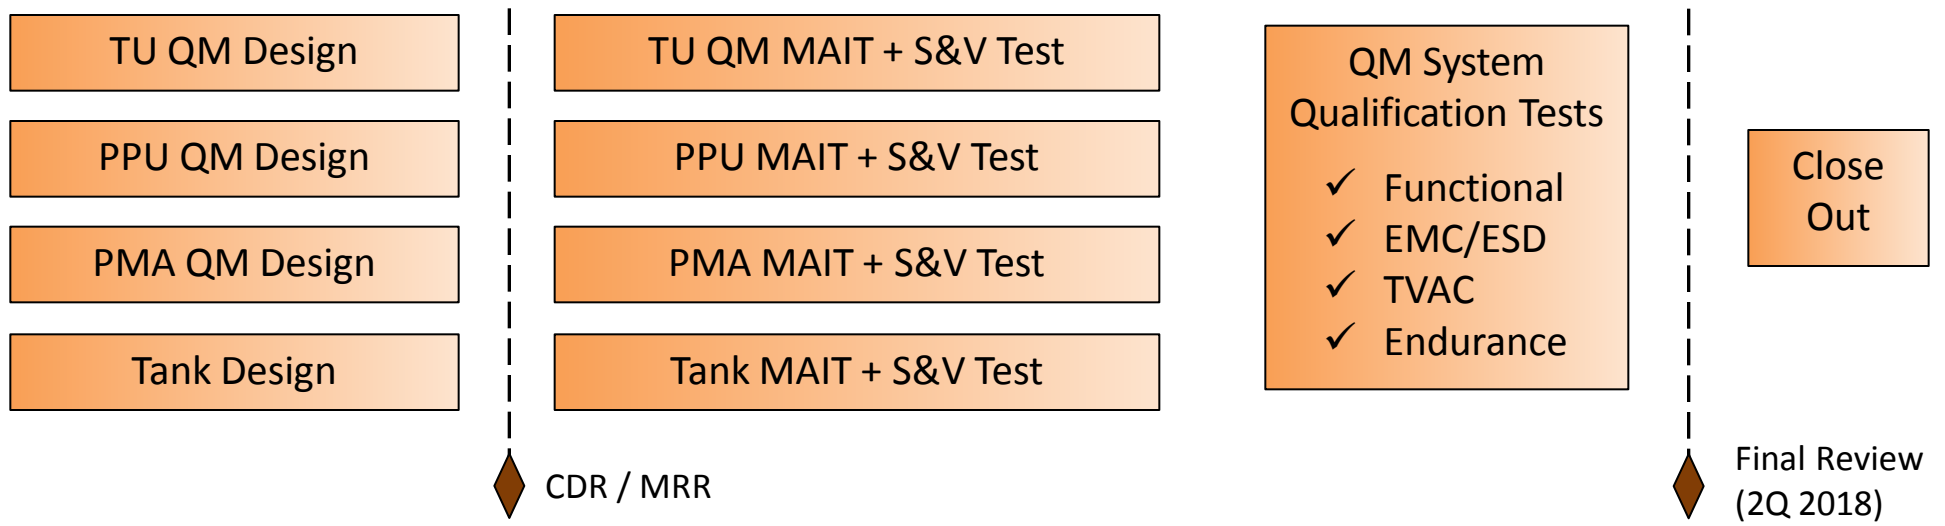 TU QM Design
PPU QM Design
PMA QM Design
Tank Design
CDR / MRR
TU QM MAIT + S&V Test
PPU MAIT + S&V Test
PMA MAIT + S&V Test
Tank MAIT + S&V Test
QM System
Qualification Tests
✓ Functional
✓ EMC/ESD
✓ TVAC
✓ Endurance
Final Review
(2Q 2018)
Close
Out